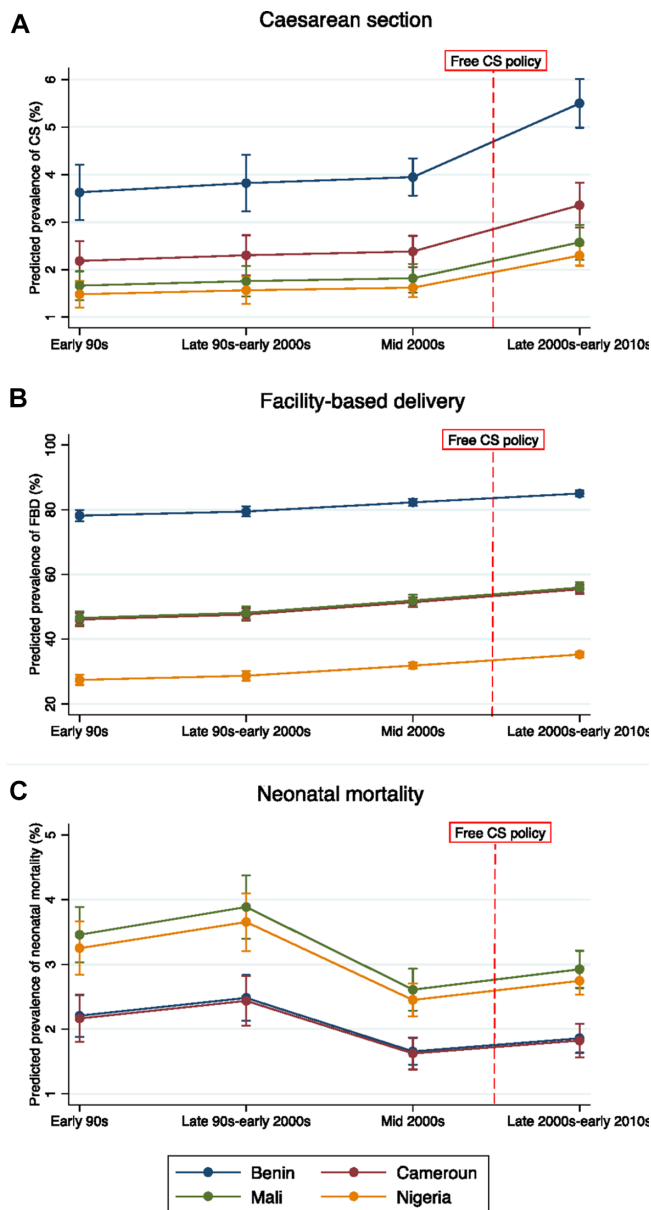 A
Caesarean section
Free CS policy
Predicted prevalence of CS (%)
6
5
4
3
2
1
Early 90s
Late 90s-early 2000s
Mid 2000s
Late 2000s-early 2010s
B
Facility-based delivery
Free CS policy
Predicted prevalence of FBD (%)
100
80
60
40
20
Early 90s
Late 90s-early 2000s
Mid 2000s
Late 2000s-early 2010s
C
Neonatal mortality
Free CS policy
Predicted prevalence of neonatal mortality (%)
5
4
3
2
1
Early 90s
Late 90s-early 2000s
Mid 2000s
Late 2000s-early 2010s
Benin
Cameroun
Mali
Nigeria